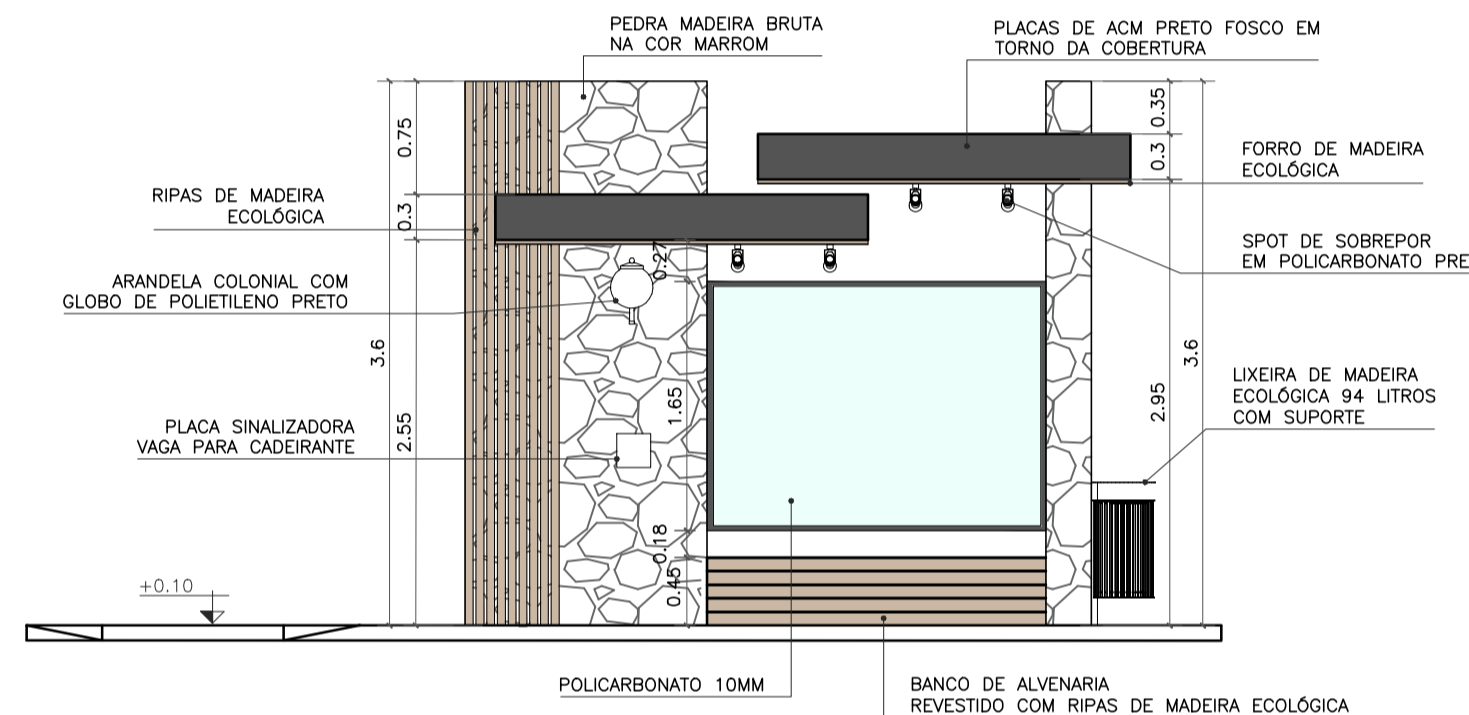 PEDRA MADEIRA BRUTA
NA COR MARROM
PLACAS DE ACM PRETO FOSCO EM
TORNO DA COBERTURA
0.75
0.35
0.3
FORRO DE MADEIRA
ECOLÓGICA
RIPAS DE MADEIRA
ECOLÓGICA
0.3
0.27
SPOT DE SOBREPOR
EM POLICARBONATO PRE
ARANDELA COLONIAL COM
GLOBO DE POLIETILENO PRETO
3.6
3.6
2.55
1.65
2.95
LIXEIRA DE MADEIRA
ECOLÓGICA 94 LITROS
COM SUPORTE
PLACA SINALIZADORA
VAGA PARA CADEIRANTE
0.18
0.45
+0.10
POLICARBONATO 10MM
BANCO DE ALVENARIA
REVESTIDO COM RIPAS DE MADEIRA ECOLÓGICA